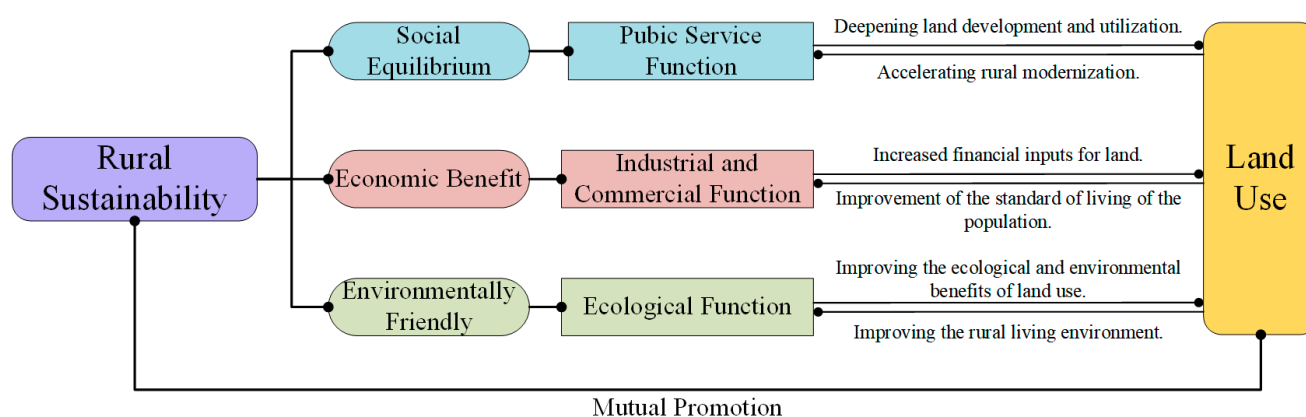 Social
Equilibrium
Pubic Service
Function
Deepening land development and utilization.
Accelerating rural modernization.
Rural
Sustainability
Economic Benefit
Industrial and
Commercial Function
Increased financial inputs for land.
Improvement of the standard of living of the
population.
Land
Use
Environmentally
Friendly
Ecological Function
Improving the ecological and environmental
benefits of land use.
Improving the rural living environment.
Mutual Promotion